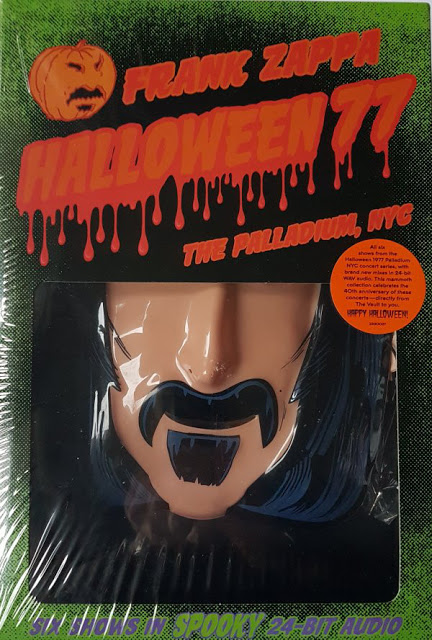 FRANK ZAPPA
HALLOWEEN 77
THE PALLADIUM, NYC
All six
shows from the
Halloween 1977 Palladium
NYC concert series, with
brand new mixes in 24-bit
WAV audio. This mammoth
collection celebrates the
40th anniversary of these
concerts—directly from
The Vault to you.
HAPPY HALLOWEEN!
SIX SHOWS IN SPOOKY 24-BIT AUDIO